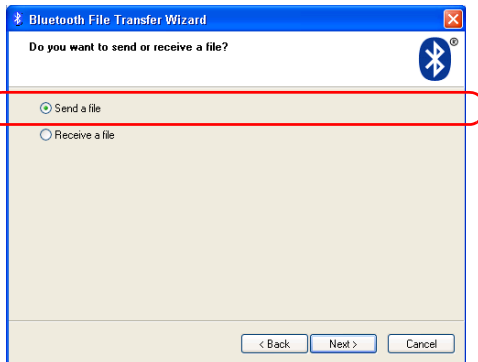 Bluetooth File Transfer Wizard
Do you want to send or receive a file?
®
Send a file
Receive a file
< Back Next > Cancel